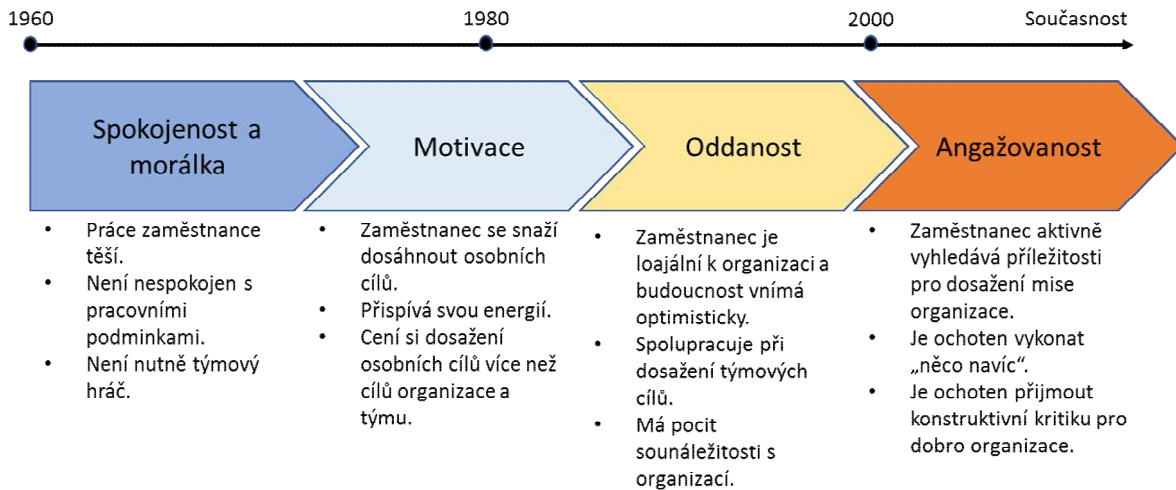 1960
1980
2000
Současnost
Spokojenost a
morálka
Motivace
Oddanost
Angažovanost
• Práce zaměstnance
těší.
• Není nespokojen s
pracovními
podminkami.
• Není nutně týmový
hráč.
• Zaměstnanec se snaží
dosáhnout osobních
cílů.
• Přispívá svou energií.
• Cení si dosažení
osobních cílů více než
cílů organizace a
týmu.
• Zaměstnanec je
loajální k organizaci a
budoucnost vnímá
optimisticky.
• Spolupracuje při
dosažení týmových
cílů.
• Má pocit
sounáležitosti s
organizací.
• Zaměstnanec aktivně
vyhledává příležitosti
pro dosažení mise
organizace.
• Je ochoten vykonat
„něco navíc“.
• Je ochoten přijmout
konstruktivní kritiku pro
dobro organizace.